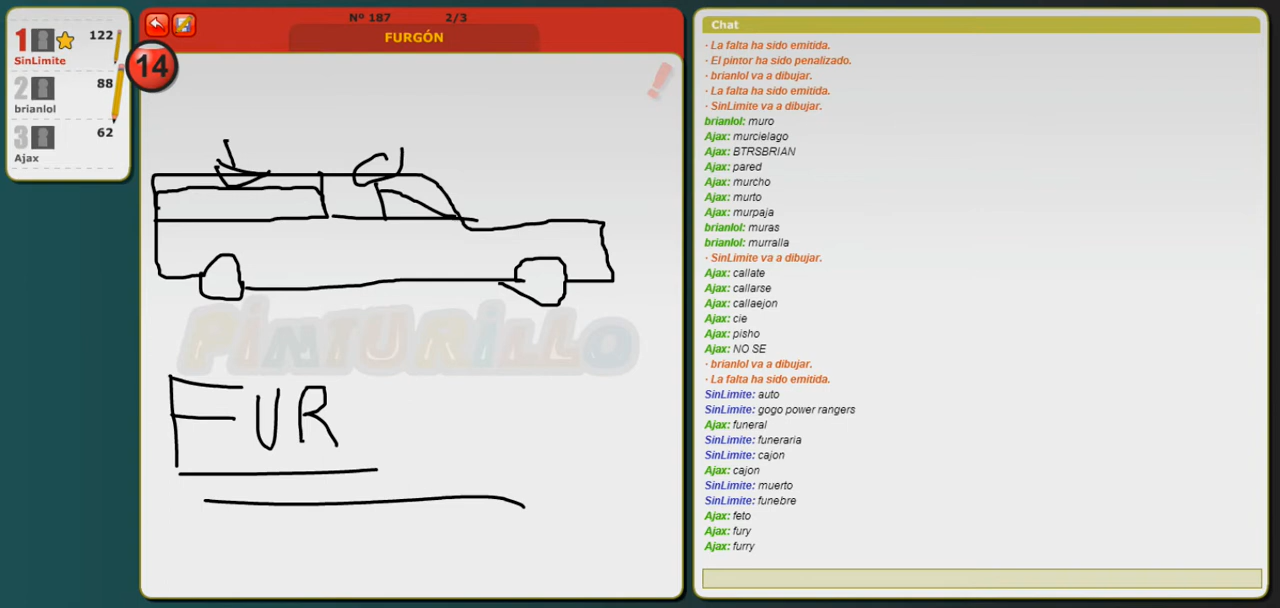 Nº 187 2/3
FURGÓN
1 122
SinLimite
2 88
brianlol
3 62
Ajax
14
PINTURILLO
FUR
Chat
· La falta ha sido emitida.
· El pintor ha sido penalizado.
· brianlol va a dibujar.
· La falta ha sido emitida.
· SinLimite va a dibujar.
brianlol: muro
Ajax: murcielago
Ajax: BTRSBRIAN
Ajax: pared
Ajax: murcho
Ajax: murto
Ajax: murpaja
brianlol: muras
brianlol: murralla
· SinLimite va a dibujar.
Ajax: callate
Ajax: callarse
Ajax: callaejon
Ajax: cie
Ajax: pisho
Ajax: NO SE
· brianlol va a dibujar.
· La falta ha sido emitida.
SinLimite: auto
SinLimite: gogo power rangers
Ajax: funeral
SinLimite: funeraria
SinLimite: cajon
Ajax: cajon
SinLimite: muerto
SinLimite: funebre
Ajax: feto
Ajax: fury
Ajax: furry